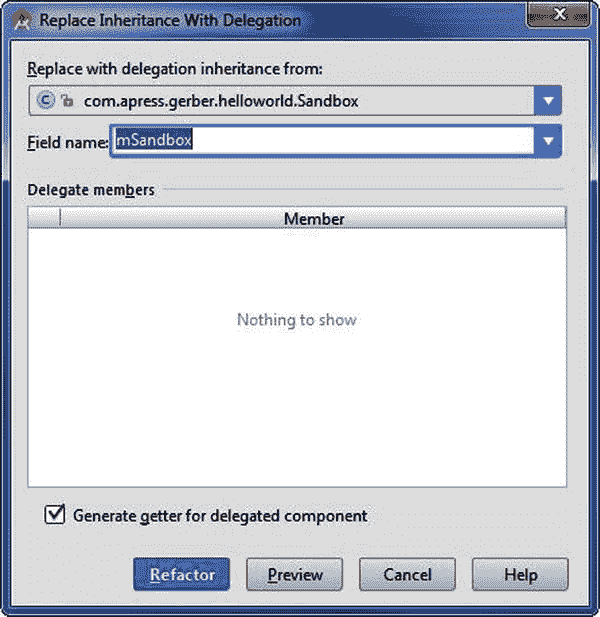 Replace Inheritance With Delegation
Replace with delegation inheritance from:
com.apress.gerber.helloworld.Sandbox
Field name: mSandbox
Delegate members
Member
Nothing to show
Generate getter for delegated component
Refactor Preview Cancel Help